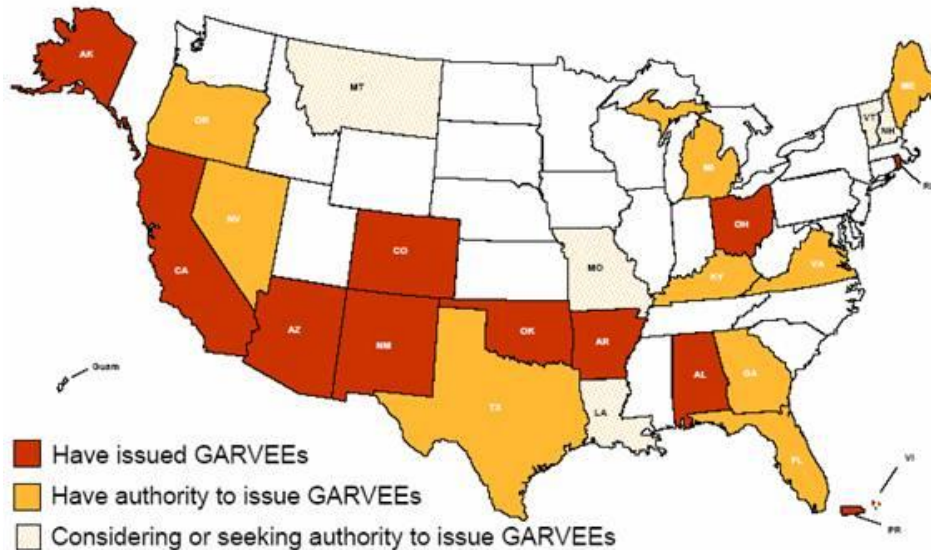 AK
MT
ME
OR
VT
NH
MI
NV
OH
CO
CA
MO
KY
VA
AZ
NM
OK
AR
AL
GA
TX
LA
FL
Guam
VI
PR
Have issued GARVEEs
Have authority to issue GARVEEs
Considering or seeking authority to issue GARVEEs